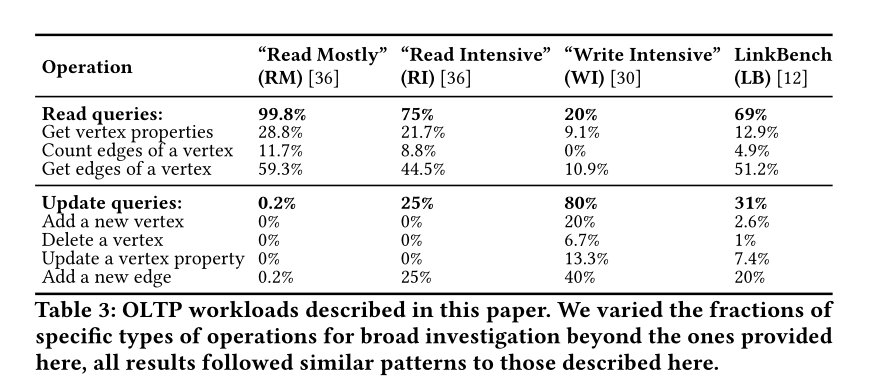 Operation “Read Mostly” (RM) [36] “Read Intensive” (RI) [36] “Write Intensive” (WI) [30] LinkBench (LB) [12]
Read queries: 99.8% 75% 20% 69%
Get vertex properties 28.8% 21.7% 9.1% 12.9%
Count edges of a vertex 11.7% 8.8% 0% 4.9%
Get edges of a vertex 59.3% 44.5% 10.9% 51.2%
Update queries: 0.2% 25% 80% 31%
Add a new vertex 0% 0% 20% 2.6%
Delete a vertex 0% 0% 6.7% 1%
Update a vertex property 0% 0% 13.3% 7.4%
Add a new edge 0.2% 25% 40% 20%
Table 3: OLTP workloads described in this paper. We varied the fractions of
specific types of operations for broad investigation beyond the ones provided
here, all results followed similar patterns to those described here.